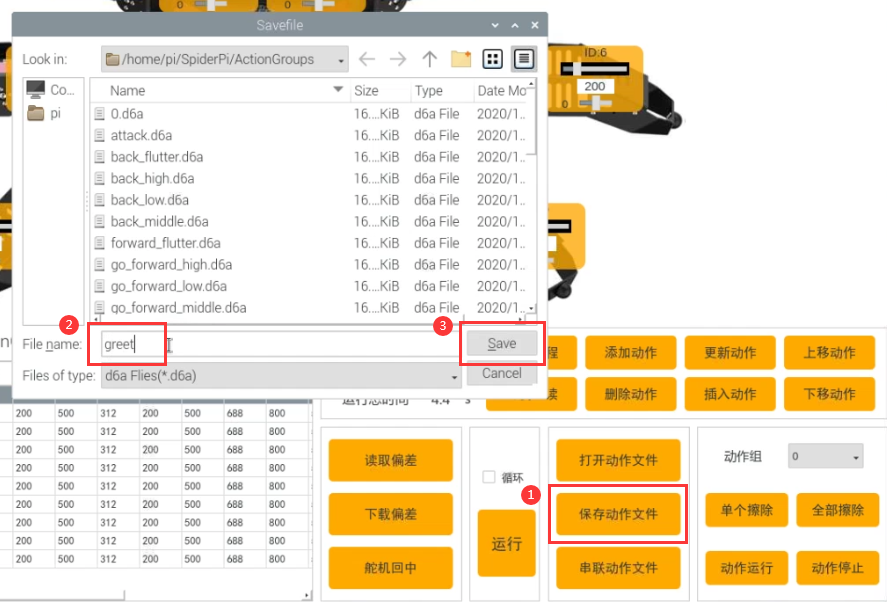 0
0
Savefile
Look in:
/home/pi/SpiderPi/ActionGroups
Co...
pi
Name Size Type Date Mo
0.d6a 16....KiB d6a File 2020/1..
attack.d6a 16....KiB d6a File 2020/1..
back_flutter.d6a 16....KiB d6a File 2020/1..
back_high.d6a 16....KiB d6a File 2020/1..
back_low.d6a 16....KiB d6a File 2020/1..
back_middle.d6a 16....KiB d6a File 2020/1..
forward_flutter.d6a 16....KiB d6a File 2020/1..
go_forward_high.d6a 16....KiB d6a File 2020/1..
go_forward_low.d6a 16....KiB d6a File 2020/1..
go_forward_middle.d6a 16....KiB d6a File 2020/1..
ID:6
200
0
2
3
File name: greet Save
Files of type: d6a Flies(*.d6a) Cancel
程 添加动作 更新动作 上移动作
运行总时间 4.4 s 读 删除动作 插入动作 下移动作
200 500 312 200 500 688 800
200 500 312 200 500 688 800
200 500 312 200 500 688 800
200 500 312 200 500 688 800
200 500 312 200 500 688 800
200 500 312 200 500 688 800
200 500 312 200 500 688 800
200 500 312 200 500 688 800
200 500 312 200 500 688 800
读取偏差
下载偏差
舵机回中
循环
运行
1
打开动作文件
保存动作文件
串联动作文件
动作组 0
单个擦除 全部擦除
动作运行 动作停止